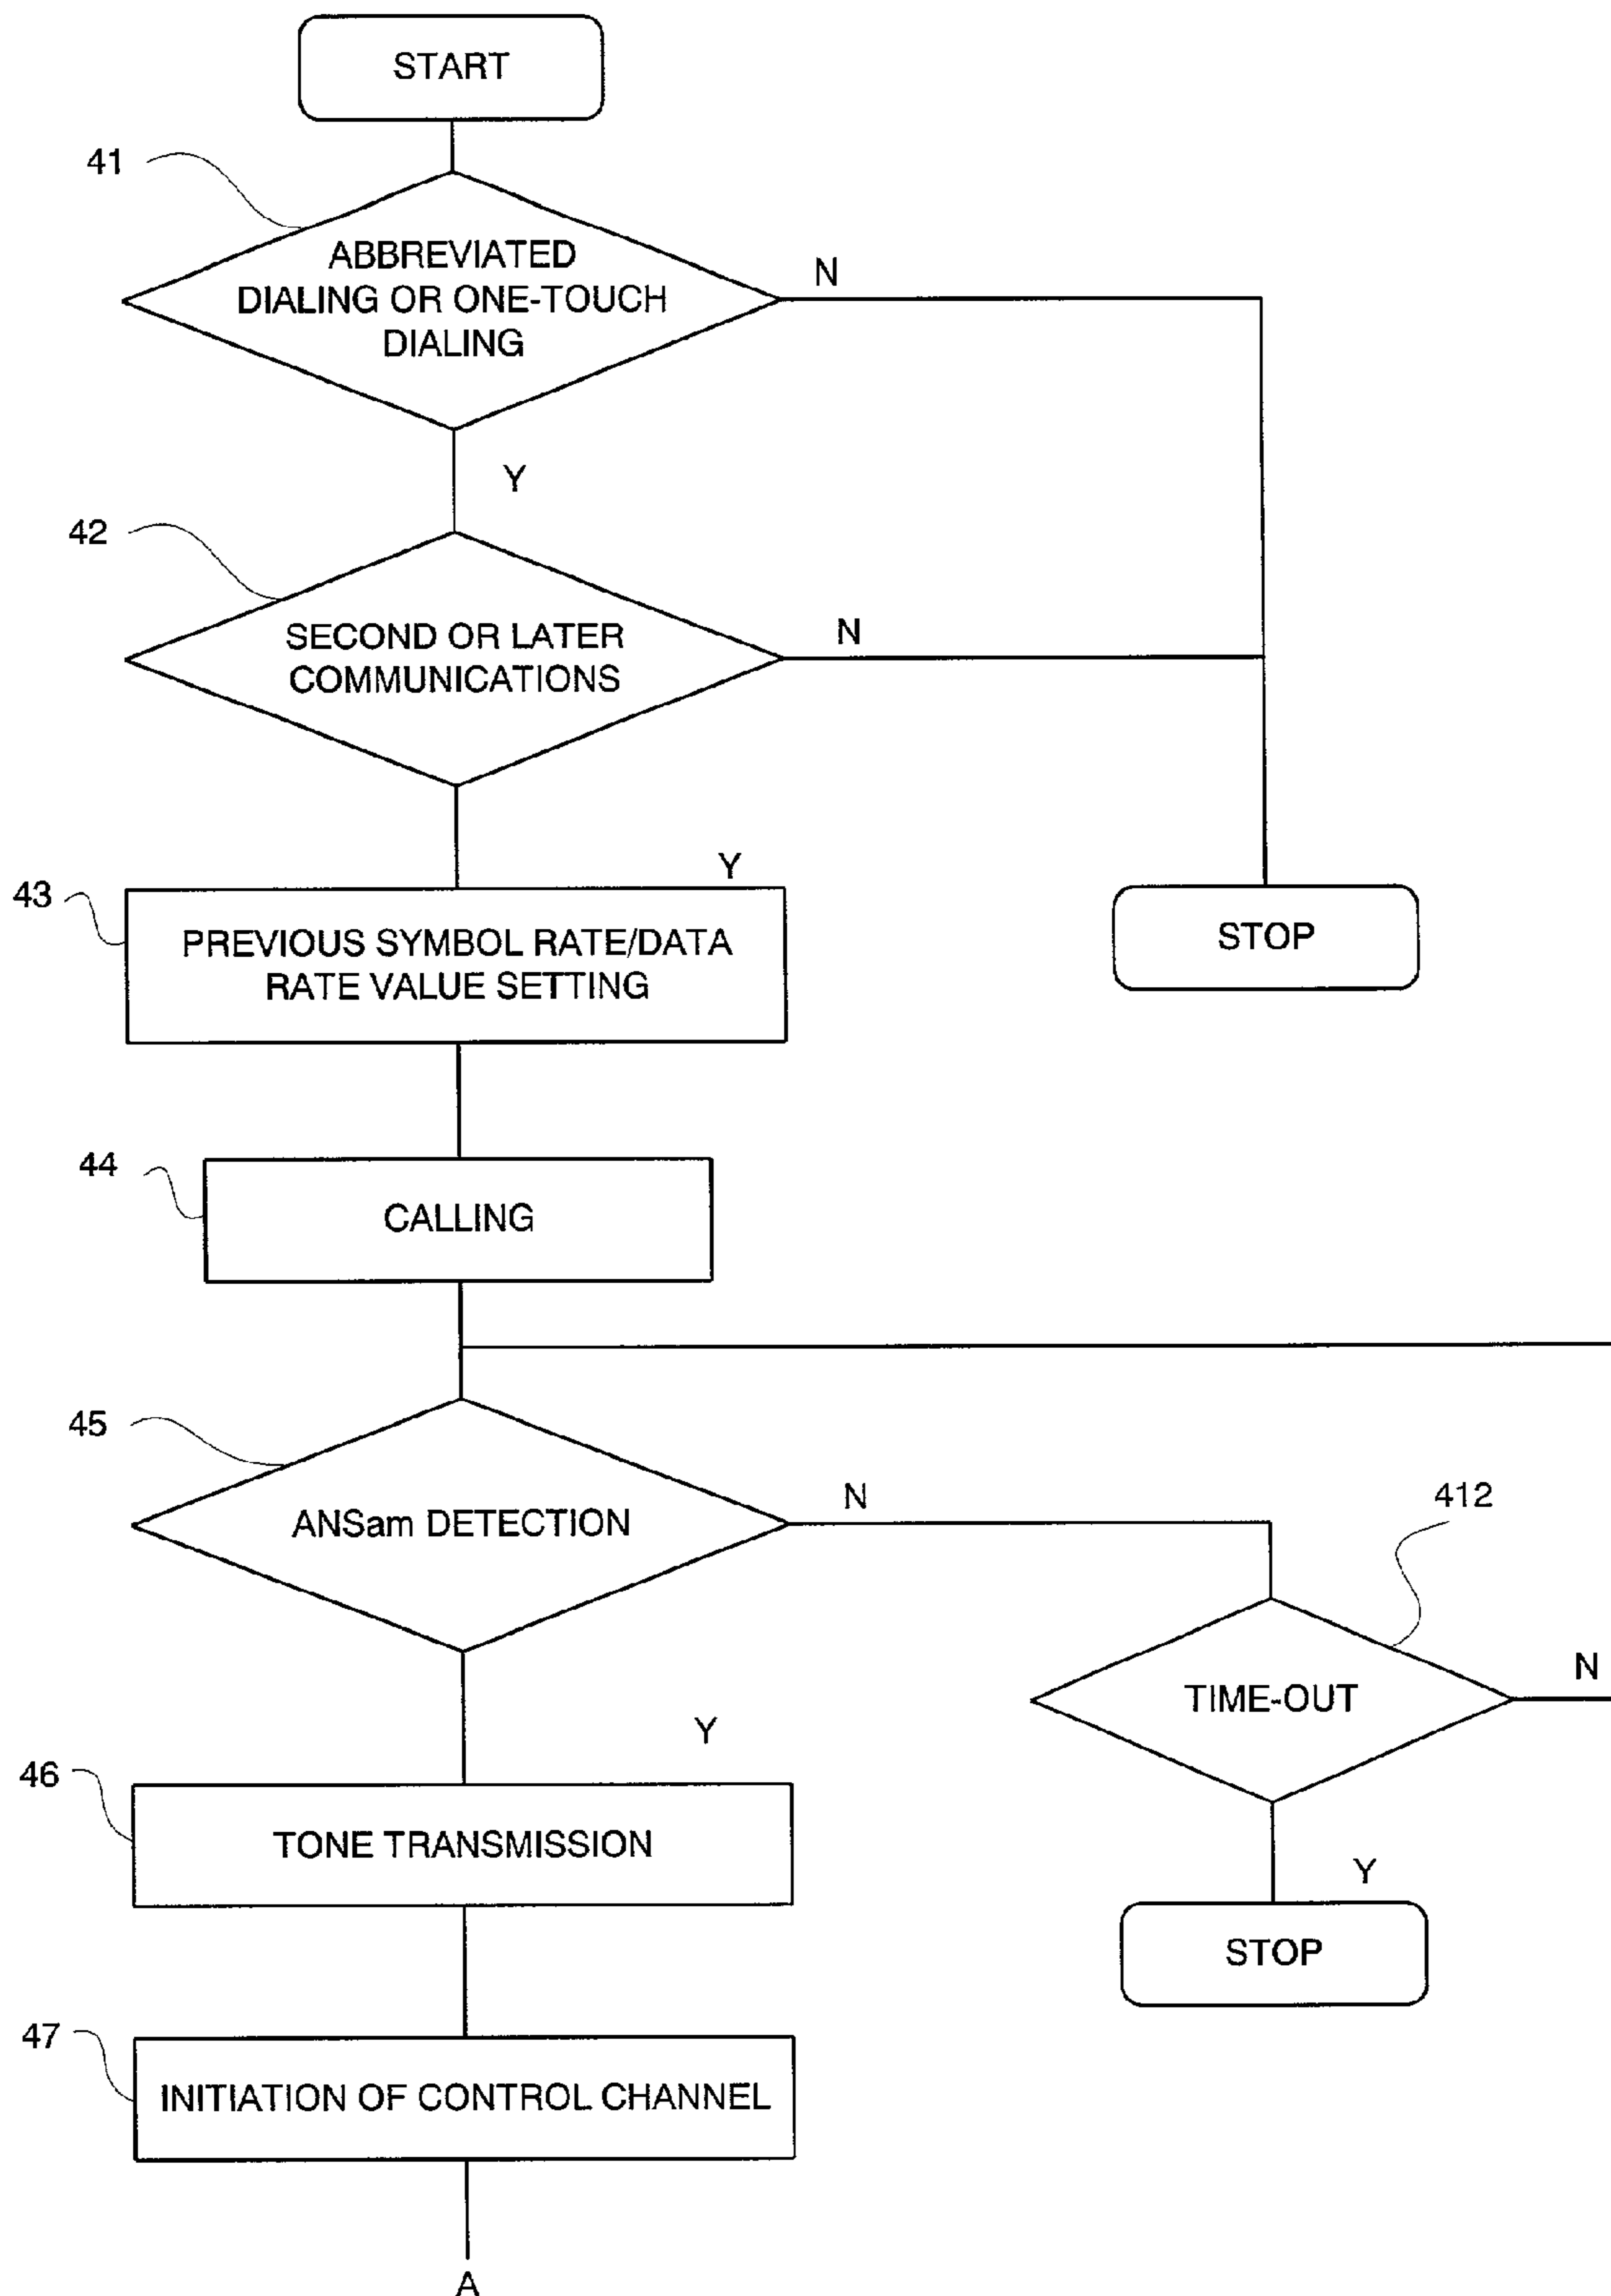 START
41
ABBREVIATED
DIALING OR ONE-TOUCH
DIALING
N
Y
42
SECOND OR LATER
COMMUNICATIONS
N
Y
43
PREVIOUS SYMBOL RATE/DATA
RATE VALUE SETTING
STOP
44
CALLING
45
ANSam DETECTION
N
412
TIME-OUT
N
Y
46
TONE TRANSMISSION
Y
STOP
47
INITIATION OF CONTROL CHANNEL
A